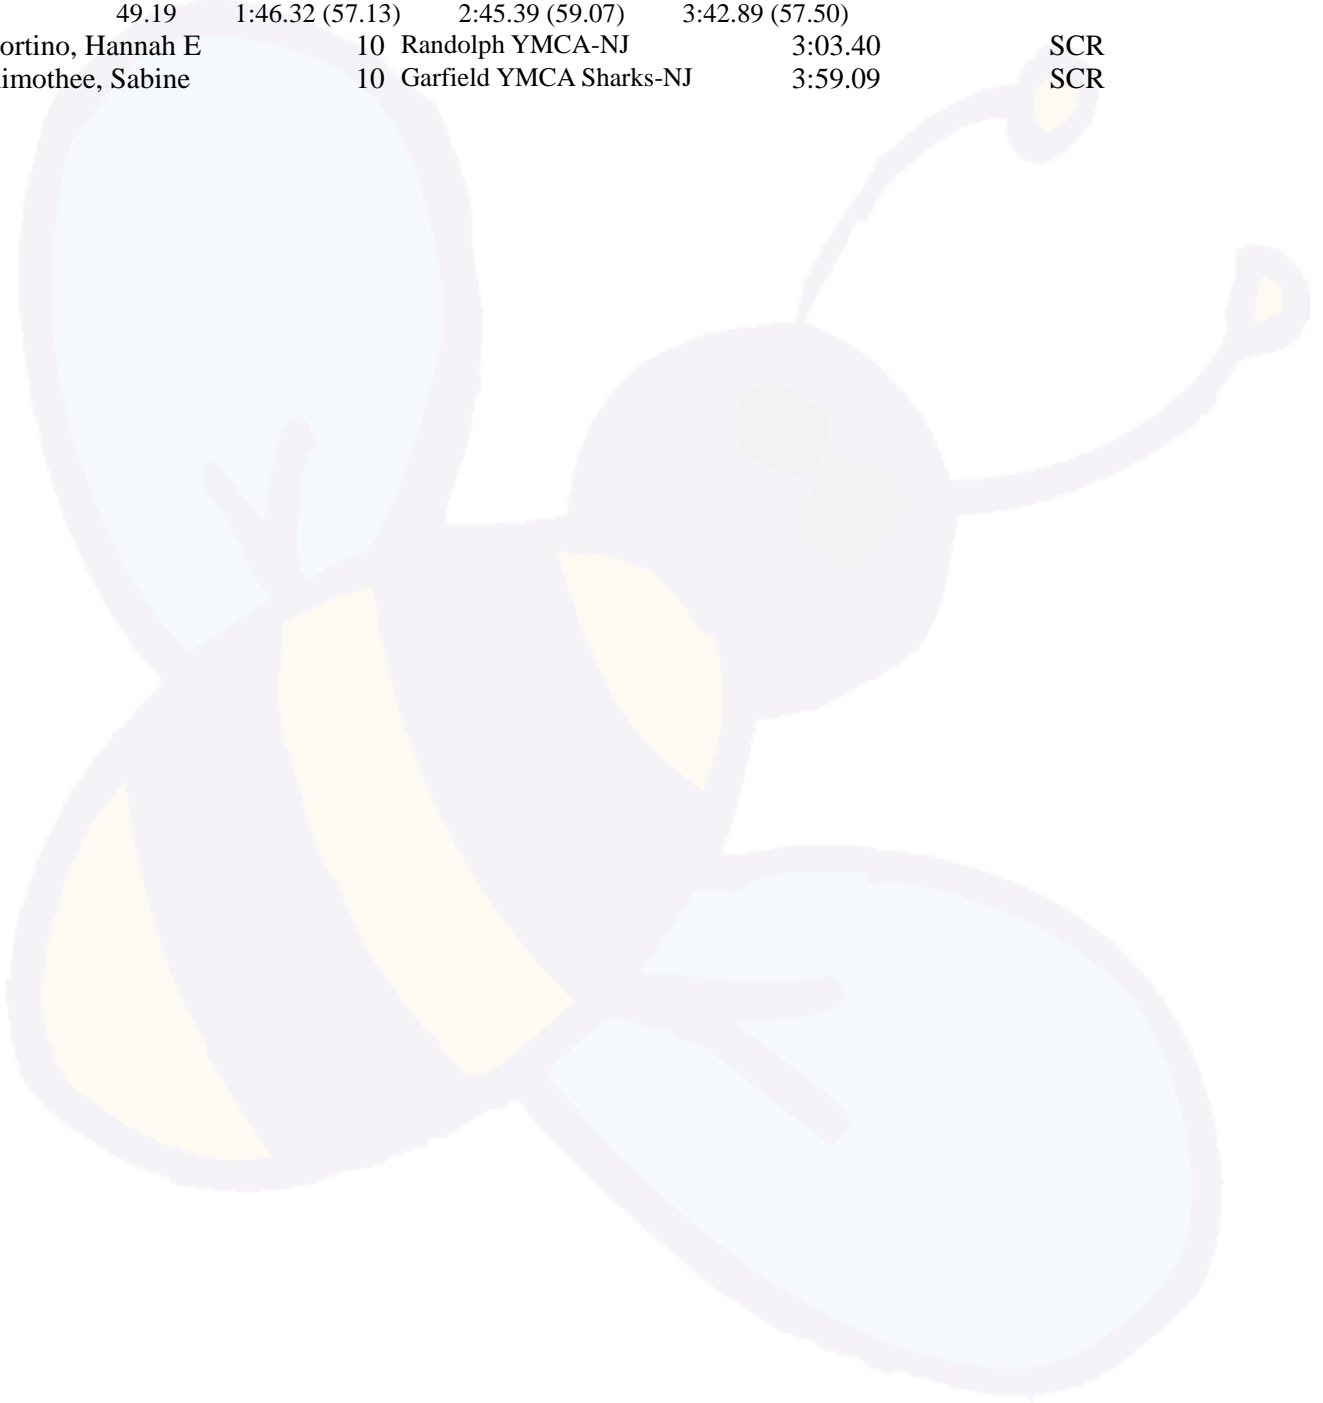 49.19 1:46.32 (57.13) 2:45.39 (59.07) 3:42.89 (57.50)
ortino, Hannah E 10 Randolph YMCA-NJ 3:03.40 SCR
imothee, Sabine 10 Garfield YMCA Sharks-NJ 3:59.09 SCR